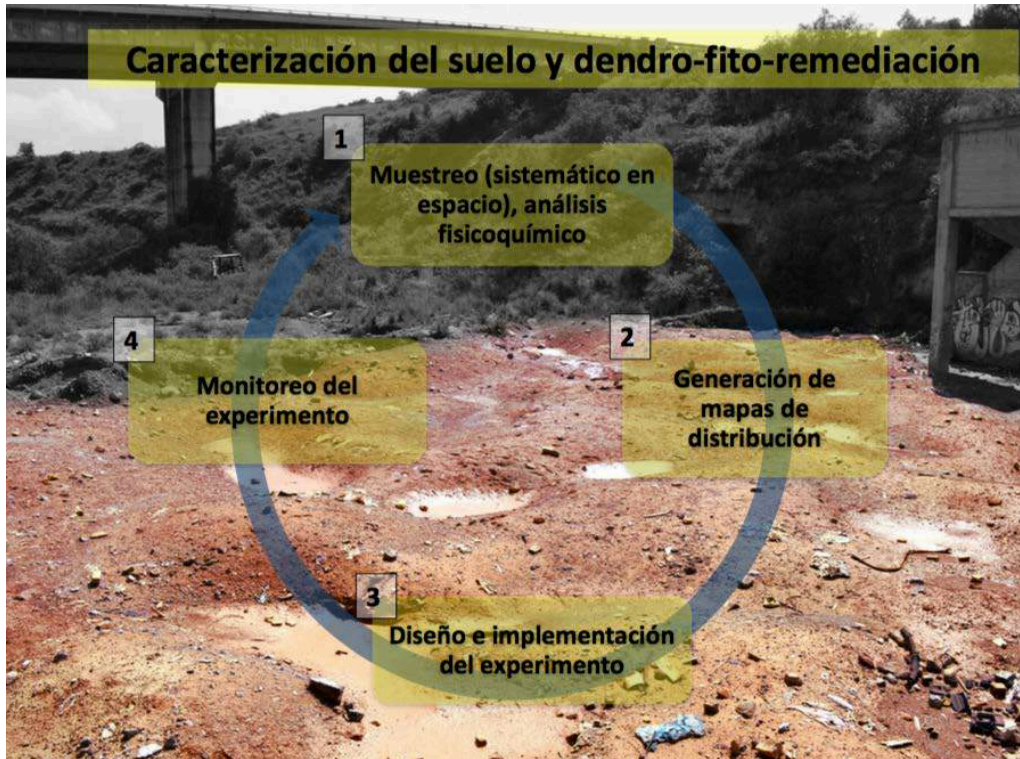 Caracterización del suelo y dendro-fito-remediación
1
Muestreo (sistemático en
espacio), análisis
fisicoquímico
2
Generación de
mapas de
distribución
3
Diseño e implementación
del experimento
4
Monitoreo del
experimento